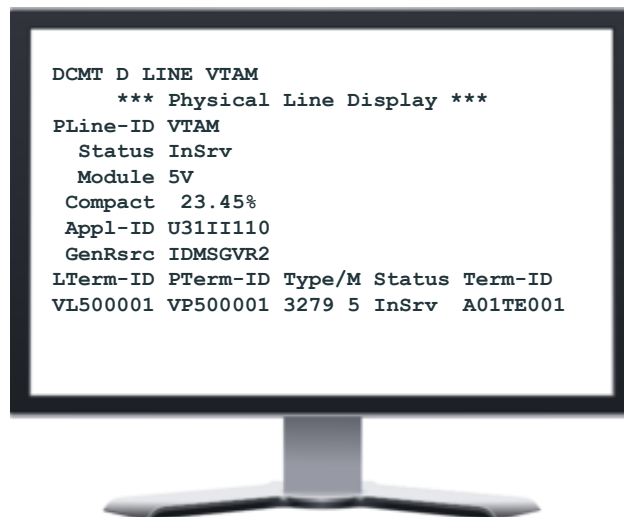 DCMT D LINE VTAM
*** Physical Line Display ***
PLine-ID VTAM
Status InSrv
Module 5V
Compact 23.45%
Appl-ID U31II110
GenRsrc IDMSGVR2
LTerm-ID PTerm-ID Type/M Status Term-ID
VL500001 VP500001 3279 5 InSrv A01TE001